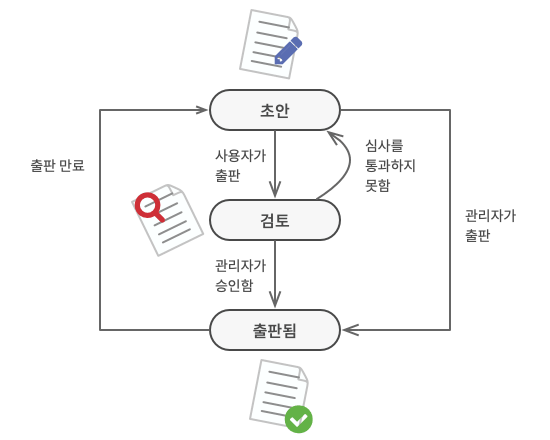 초안
사용자가
출판
심사를
통과하지
못함
출판 만료
검토
관리자가
출판
관리자가
승인함
출판됨